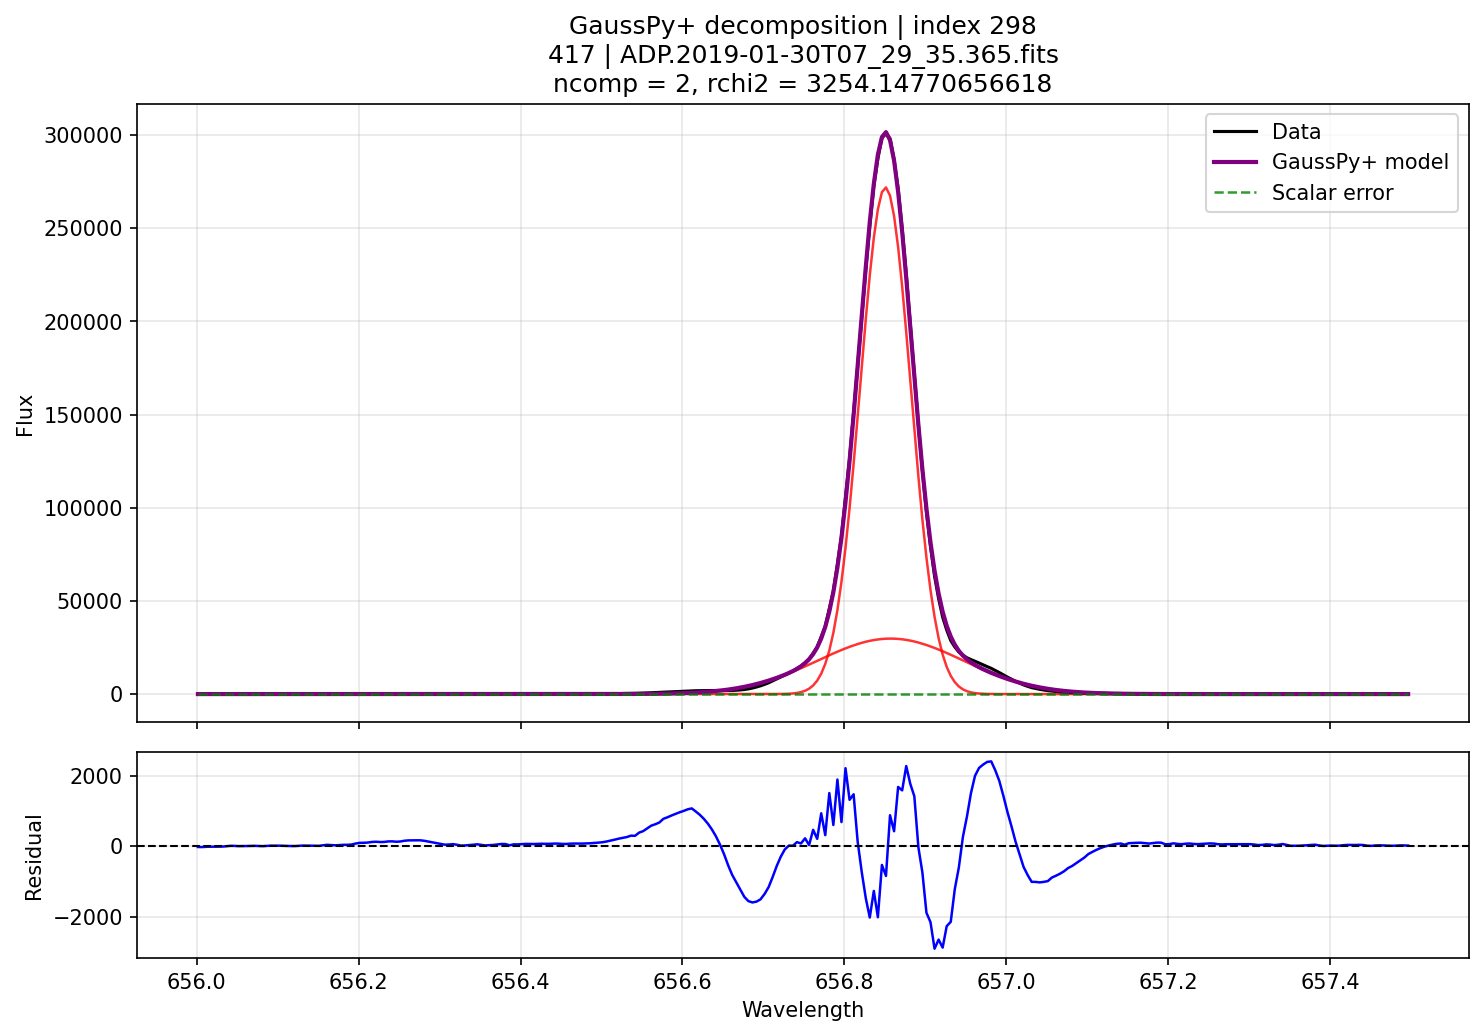 GaussPy+ decomposition | index 298
417 | ADP.2019-01-30T07_29_35.365.fits
ncomp = 2, rchi2 = 3254.14770656618
Data
GaussPy+ model
Scalar error
300000
250000
200000
150000
100000
50000
0
Flux
2000
0
−2000
Residual
656.0
656.2
656.4
656.6
656.8
657.0
657.2
657.4
Wavelength